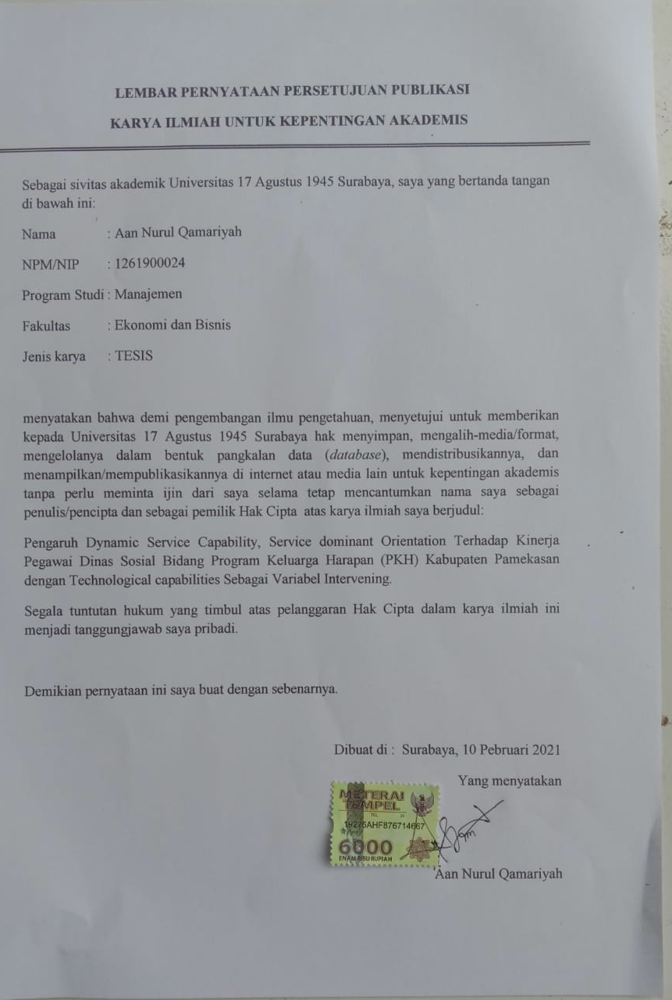 LEMBAR PERNYATAAN PERSETUJUAN PUBLIKASI
KARYA ILMIAH UNTUK KEPENTINGAN AKADEMIS
Sebagai sivitas akademik Universitas 17 Agustus 1945 Surabaya, saya yang bertanda tangan
di bawah ini:
Nama : Aan Nurul Qamariyah
NPM/NIP : 1261900024
Program Studi : Manajemen
Fakultas : Ekonomi dan Bisnis
Jenis karya : TESIS
menyatakan bahwa demi pengembangan ilmu pengetahuan, menyetujui untuk memberikan
kepada Universitas 17 Agustus 1945 Surabaya hak menyimpan, mengalih-media/format,
mengelolanya dalam bentuk pangkalan data (database), mendistribusikannya, dan
menampilkan/mempublikasikannya di internet atau media lain untuk kepentingan akademis
tanpa perlu meminta ijin dari saya selama tetap mencantumkan nama saya sebagai
penulis/pencipta dan sebagai pemilik Hak Cipta atas karya ilmiah saya berjudul:
Pengaruh Dynamic Service Capability, Service dominant Orientation Terhadap Kinerja
Pegawai Dinas Sosial Bidang Program Keluarga Harapan (PKH) Kabupaten Pamekasan
dengan Technological capabilities Sebagai Variabel Intervening.
Segala tuntutan hukum yang timbul atas pelanggaran Hak Cipta dalam karya ilmiah ini
menjadi tanggungjawab saya pribadi.
Demikian pernyataan ini saya buat dengan sebenarnya.
Dibuat di : Surabaya, 10 Pebruari 2021
Yang menyatakan
METERAI
TEMPEL
TGL. 20
19275AHF876714667
6000
ENAM RIBU RUPIAH
Aan Nurul Qamariyah